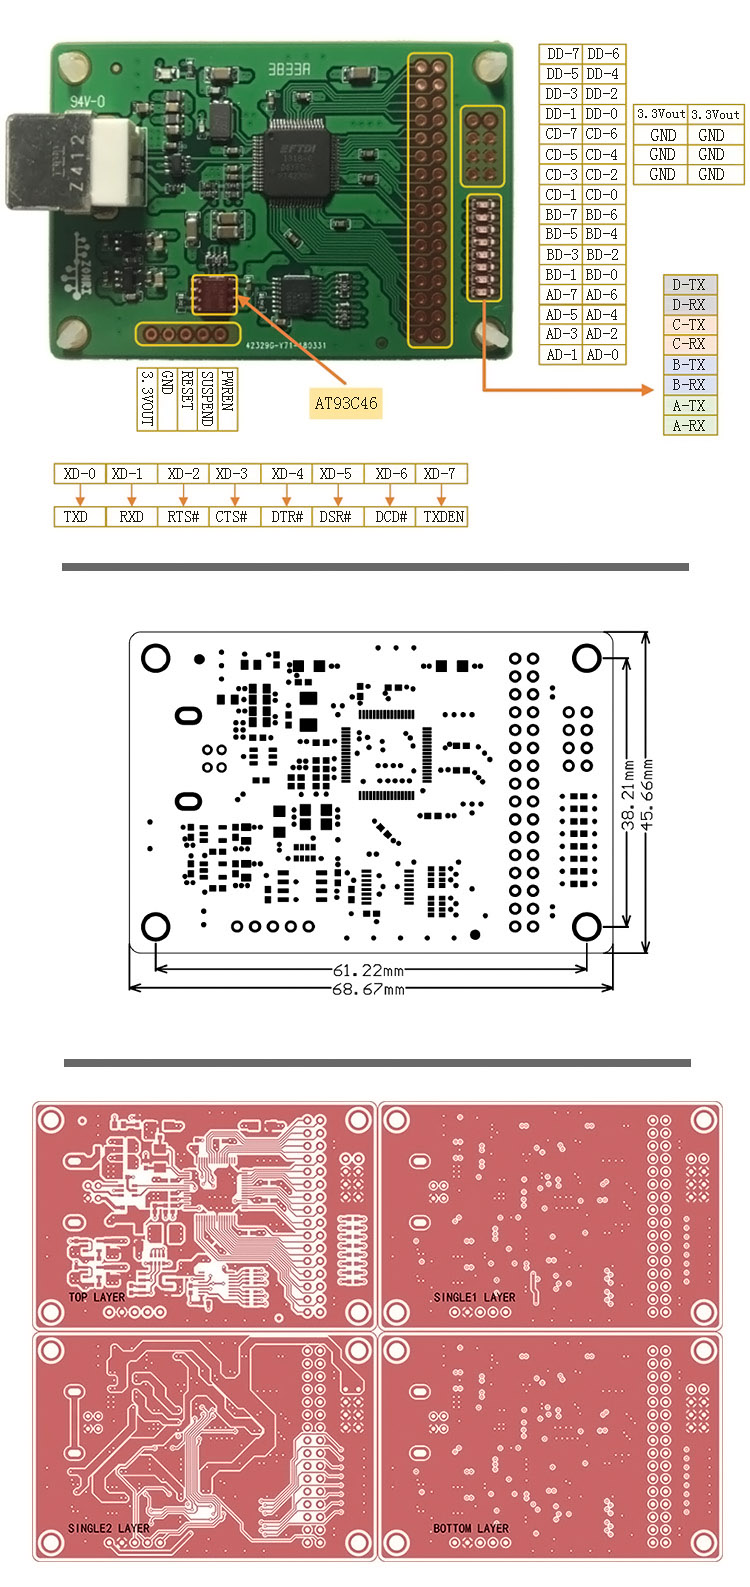 DD-7 DD-6
DD-5 DD-4
DD-3 DD-2
DD-1 DD-0
CD-7 CD-6
CD-5 CD-4
CD-3 CD-2
CD-1 CD-0
BD-7 BD-6
BD-5 BD-4
BD-3 BD-2
BD-1 BD-0
AD-7 AD-6
AD-5 AD-4
AD-3 AD-2
AD-1 AD-0
3.3Vout 3.3Vout
GND GND
GND GND
GND GND
3833A
94V-0
Z412
FTDI
42329G-Y71-180331
D-TX
D-RX
C-TX
C-RX
B-TX
B-RX
A-TX
A-RX
3.3VOUT
GND
RESET
SUSPEND
PWREN
AT93C46
XD-0 XD-1 XD-2 XD-3 XD-4 XD-5 XD-6 XD-7
TXD RXD RTS# CTS# DTR# DSR# DCD# TXDEN
38.21mm
45.66mm
61.22mm
68.67mm
TOP LAYER
SINGLE1 LAYER
SINGLE2 LAYER
BOTTOM LAYER